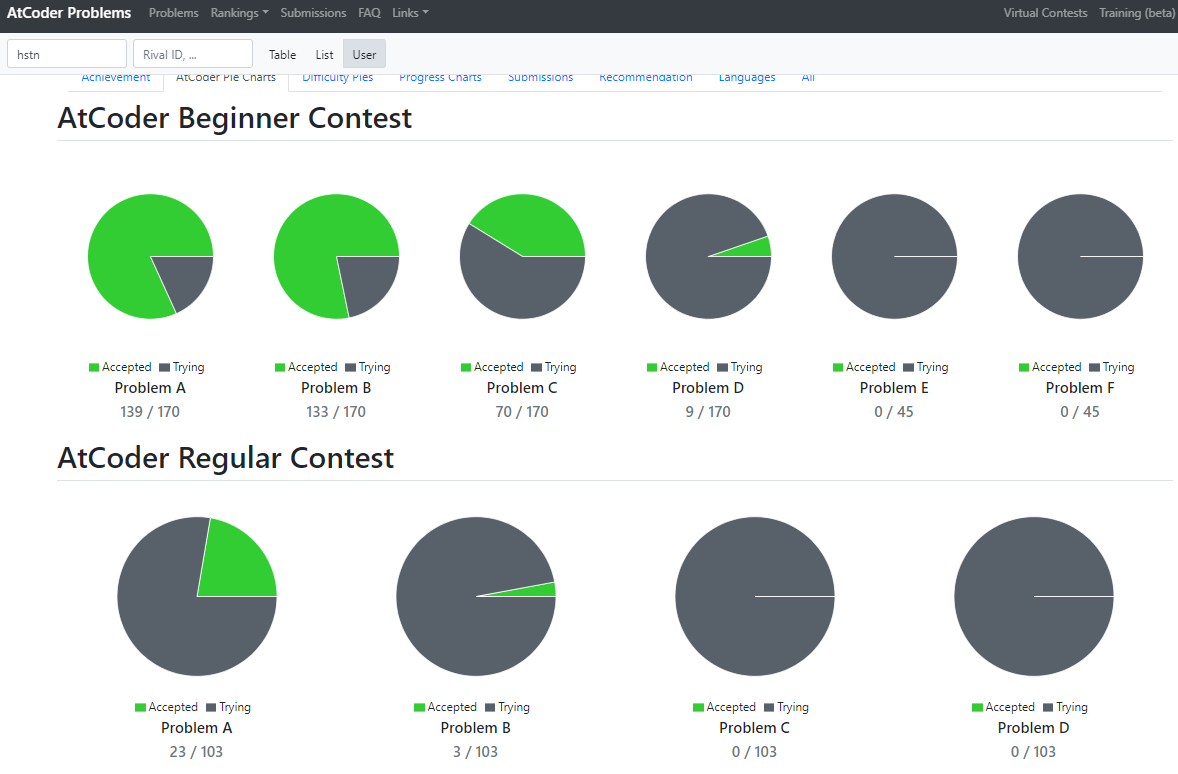 AtCoder Problems Problems Rankings Submissions FAQ Links Virtual Contests Training (beta)
hstn Rival ID, ... Table List User
Achievement AtCoder Pie Charts Difficulty Pies Progress Charts Submissions Recommendation Languages All
AtCoder Beginner Contest
Accepted Trying Accepted Trying Accepted Trying Accepted Trying Accepted Trying Accepted Trying
Problem A Problem B Problem C Problem D Problem E Problem F
139 / 170 133 / 170 70 / 170 9 / 170 0 / 45 0 / 45
AtCoder Regular Contest
Accepted Trying Accepted Trying Accepted Trying Accepted Trying
Problem A Problem B Problem C Problem D
23 / 103 3 / 103 0 / 103 0 / 103